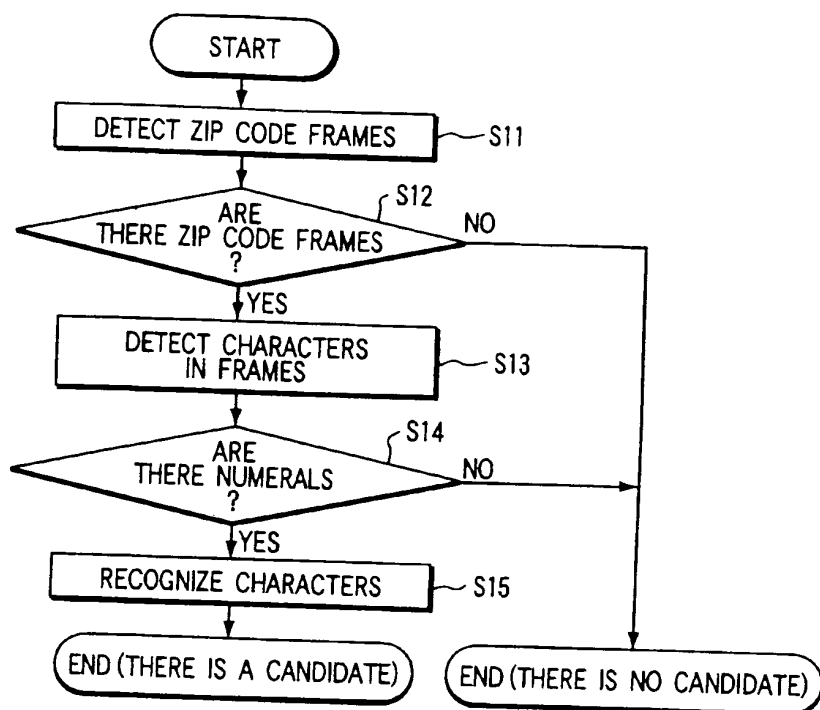 START
DETECT ZIP CODE FRAMES
S11
ARE
THERE ZIP CODE FRAMES
?
S12
NO
YES
DETECT CHARACTERS
IN FRAMES
S13
ARE
THERE NUMERALS
?
S14
NO
YES
RECOGNIZE CHARACTERS
S15
END (THERE IS A CANDIDATE)
END (THERE IS NO CANDIDATE)